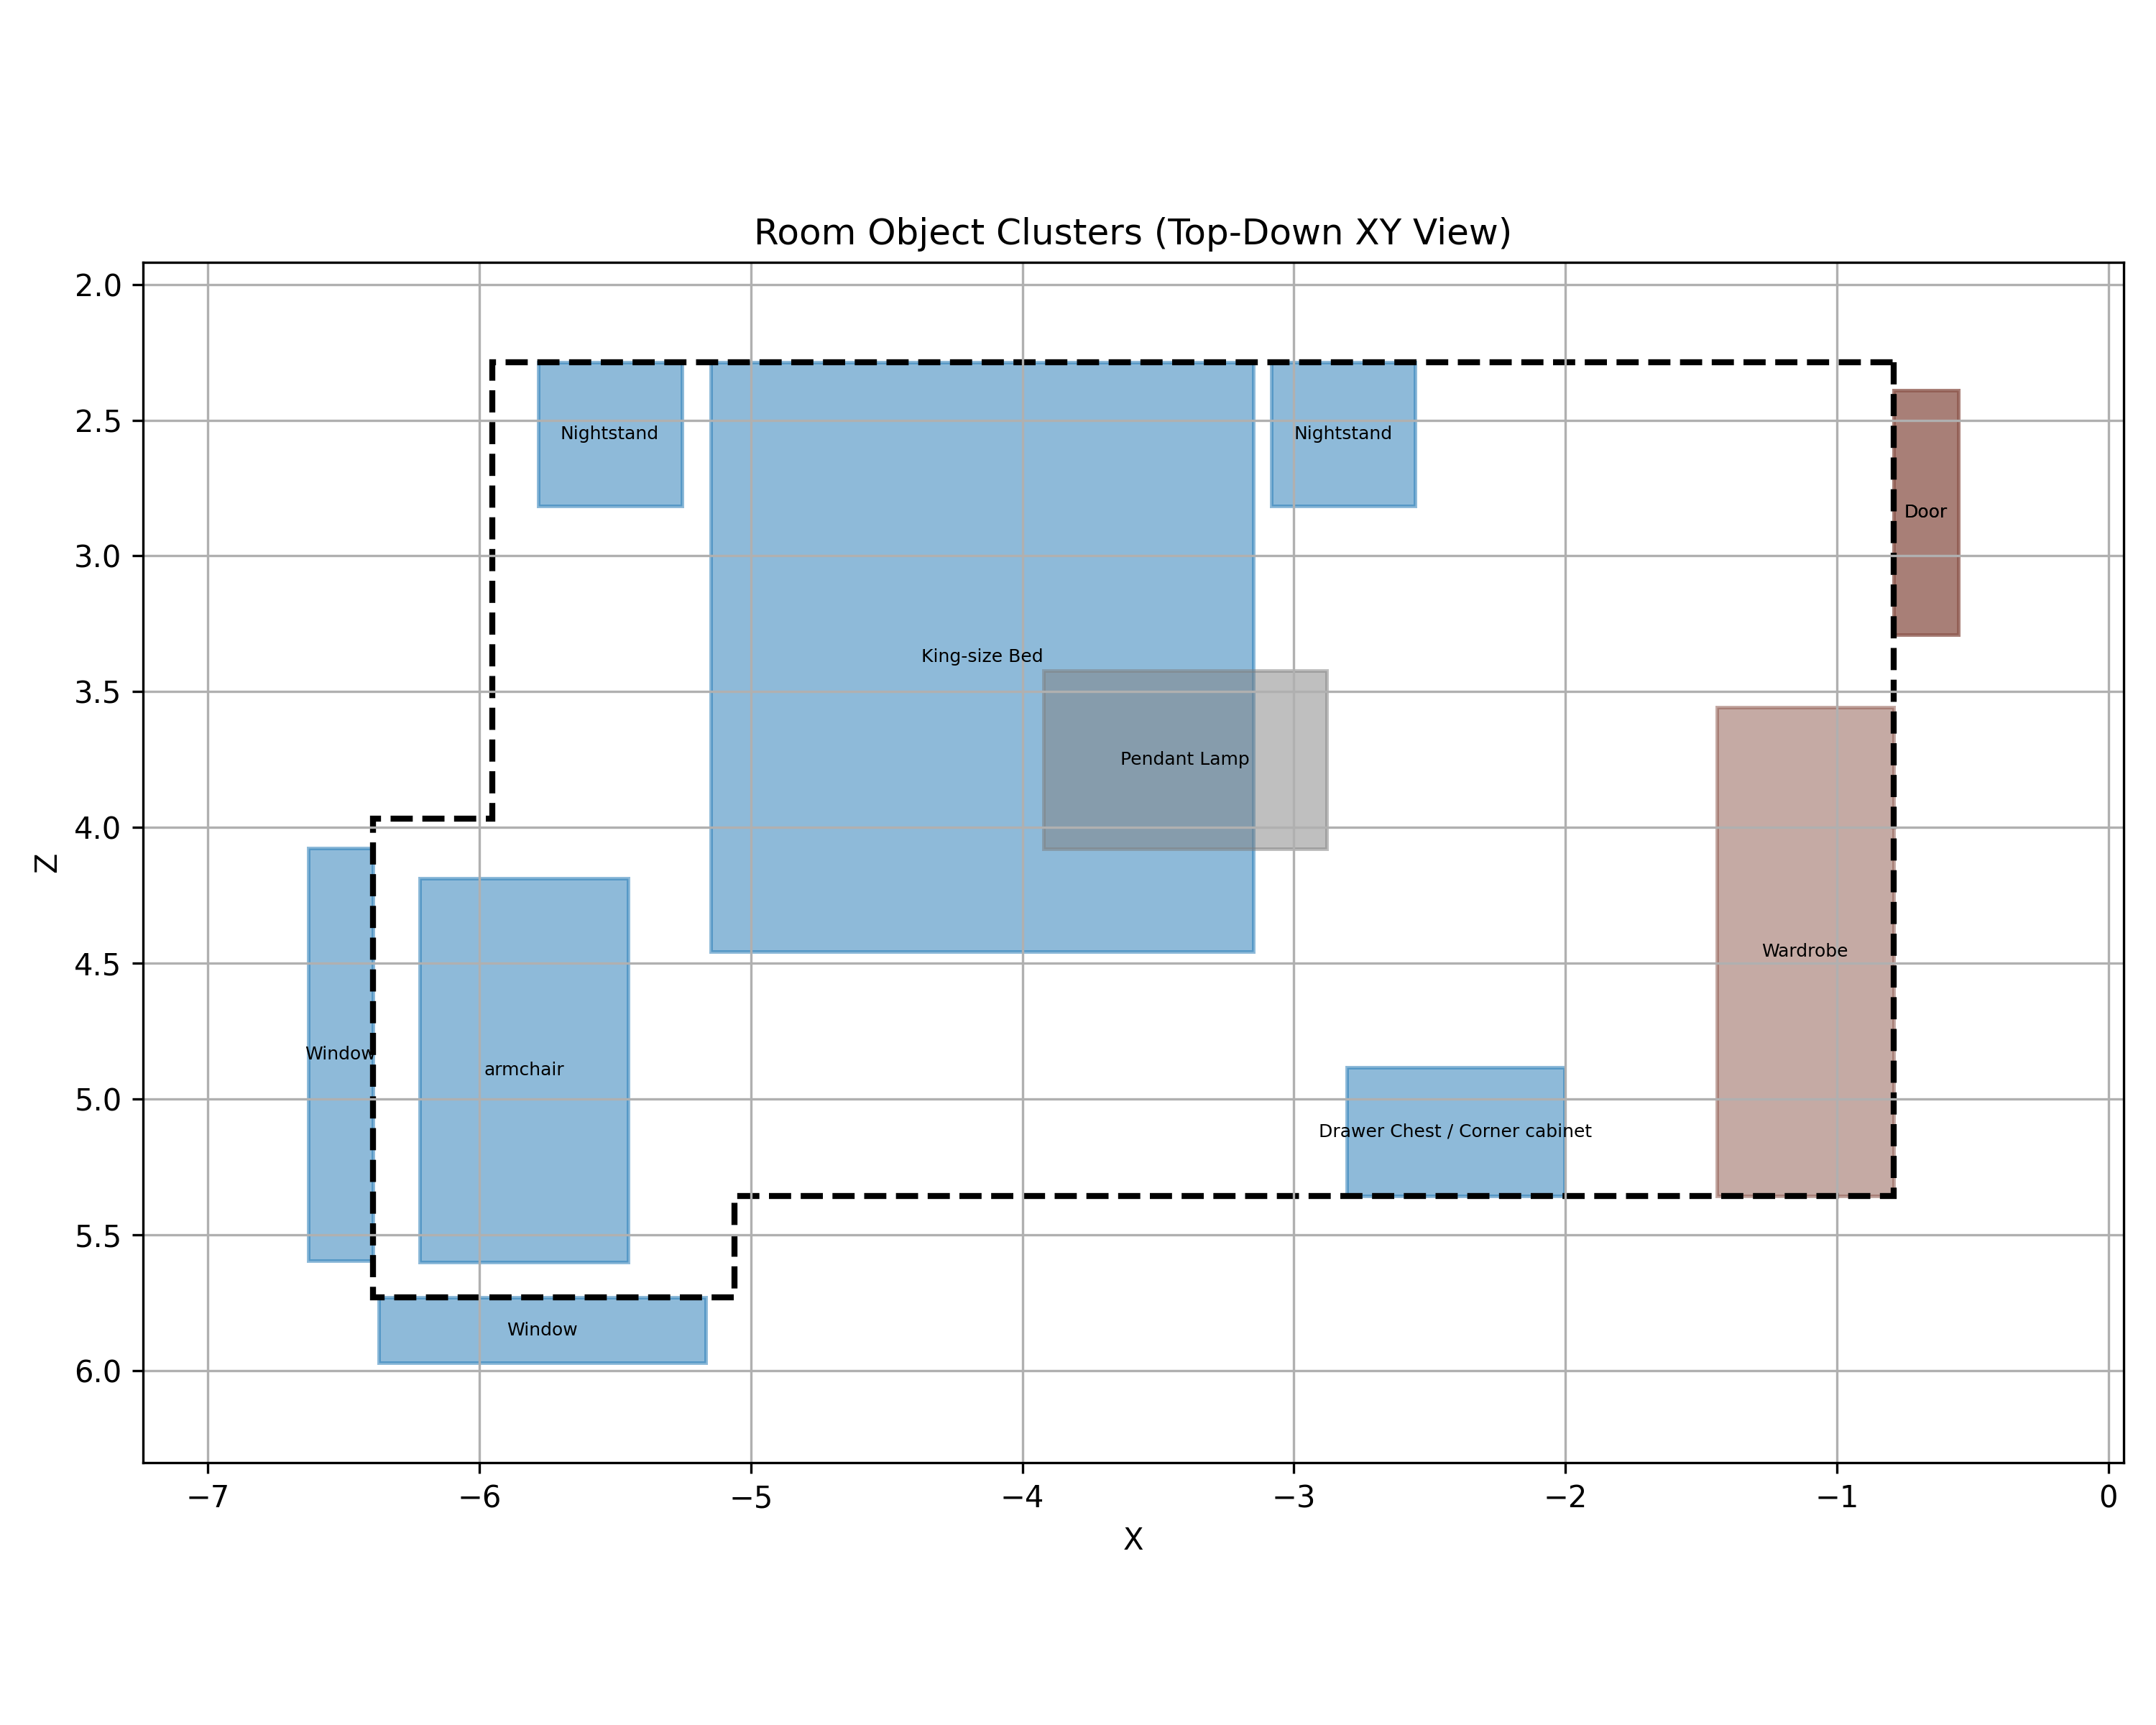 Room Object Clusters (Top-Down XY View)
2.0
2.5
3.0
3.5
4.0
4.5
5.0
5.5
6.0
Z
Nightstand
Nightstand
Door
King-size Bed
Pendant Lamp
Wardrobe
Window
armchair
Drawer Chest / Corner cabinet
Window
−7 −6 −5 −4 −3 −2 −1 0
X